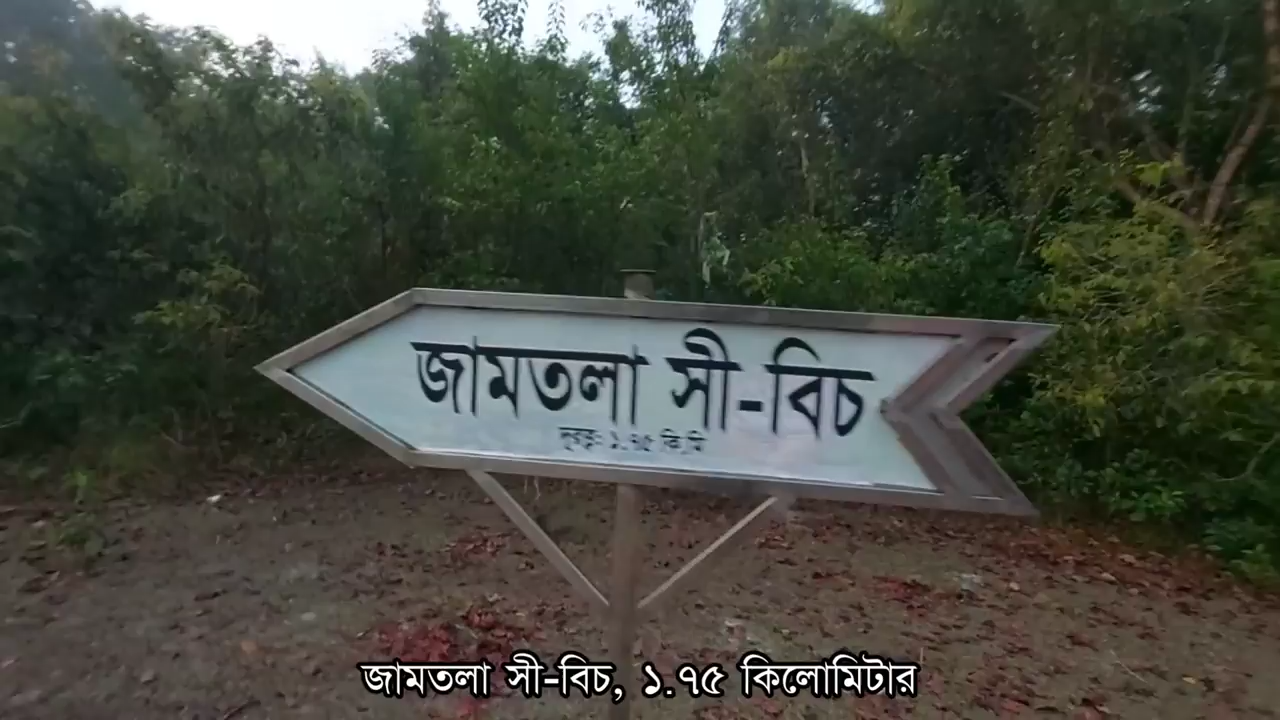 জামতলা সী-বিচ
দূরত্ব: ১.৭৫ কি.মি
জামতলা সী-বিচ, ১.৭৫ কিলোমিটার